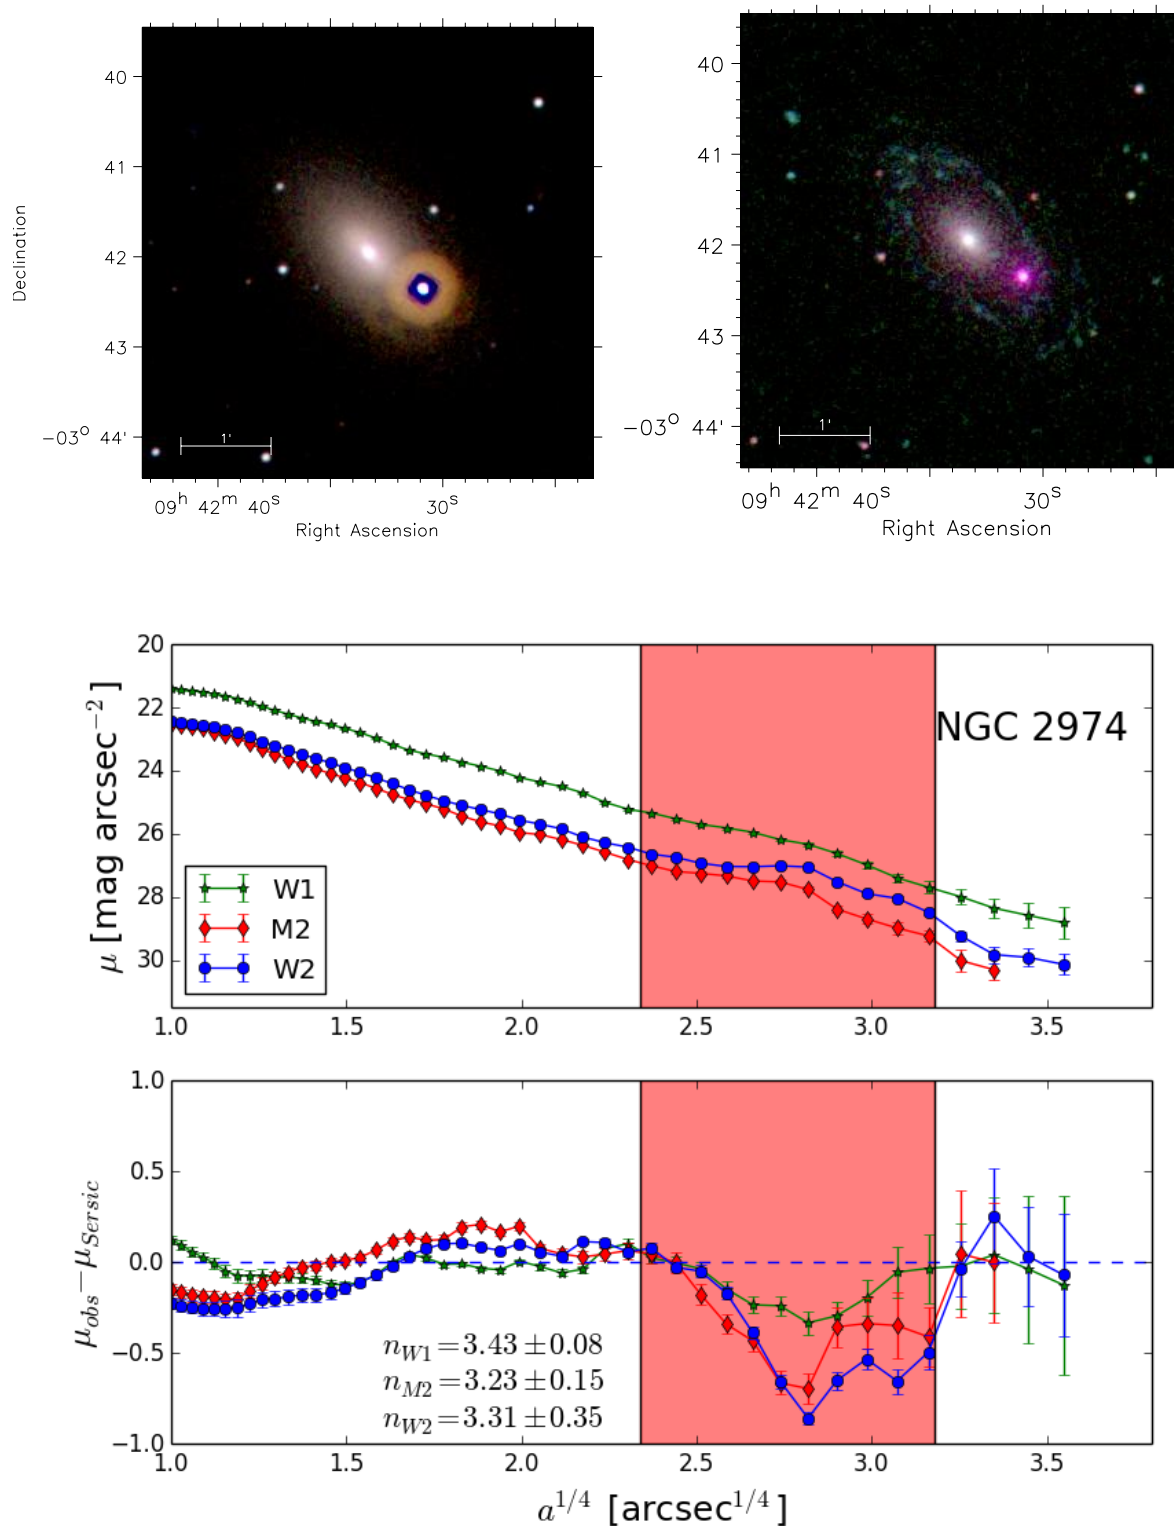 40
41
42
43
−03° 44'
Declination
1'
09h 42m 40s 30s
Right Ascension
40
41
42
43
−03° 44'
1'
09h 42m 40s 30s
Right Ascension
20
22
24
26
28
30
μ [mag arcsec−2]
NGC 2974
W1
M2
W2
1.0 1.5 2.0 2.5 3.0 3.5
1.0
0.5
0.0
−0.5
−1.0
μobs−μSersic
nW1=3.43 ±0.08
nM2=3.23 ±0.15
nW2=3.31 ±0.35
1.0 1.5 2.0 2.5 3.0 3.5
a1/4 [arcsec1/4]